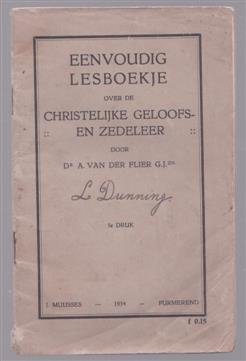 EENVOUDIG
LESBOEKJE
OVER DE
CHRISTELIJKE GELOOFS-
:: EN ZEDELEER ::
DOOR
DR. A. VAN DER FLIER G.J.ZN.
L. Dunning.
5e DRUK
J. MUUSSES — 1934 — PURMEREND
f 0.15